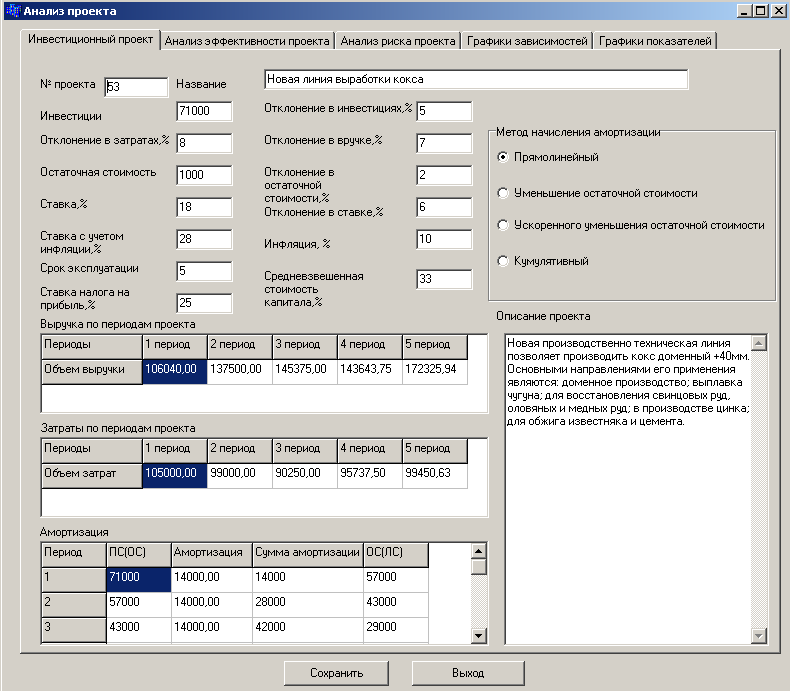 Анализ проекта
Инвестиционный проект Анализ эффективности проекта Анализ риска проекта Графики зависимостей Графики показателей
№ проекта 53 Название Новая линия выработки кокса
Инвестиции 71000 Отклонение в инвестициях,% 5
Отклонение в затратах,% 8 Отклонение в вручке,% 7
Остаточная стоимость 1000 Отклонение в
остаточной
стоимости,% 2
Ставка,% 18 Отклонение в ставке,% 6
Ставка с учетом
инфляции,% 28 Инфляция, % 10
Срок эксплуатации 5 Средневзвешенная
стоимость
капитала,% 33
Ставка налога на
прибыль,% 25
Метод начисления амортизации
Прямолинейный
Уменьшение остаточной стоимости
Ускоренного уменьшения остаточной стоимости
Кумулятивный
Выручка по периодам проекта
Периоды 1 период 2 период 3 период 4 период 5 период
Объем выручки 106040,00 137500,00 145375,00 143643,75 172325,94
Затраты по периодам проекта
Периоды 1 период 2 период 3 период 4 период 5 период
Объем затрат 105000,00 99000,00 90250,00 95737,50 99450,63
Амортизация
Период ПС(ОС) Амортизация Сумма амортизации ОС(ЛС)
1 71000 14000,00 14000 57000
2 57000 14000,00 28000 43000
3 43000 14000,00 42000 29000
Описание проекта
Новая производственно техническая линия
позволяет производить кокс доменный +40мм.
Основными направлениями его применения
являются: доменное производство; выплавка
чугуна; для восстановления свинцовых руд,
оловяных и медных руд; в производстве цинка;
для обжига известняка и цемента.
Сохранить Выход